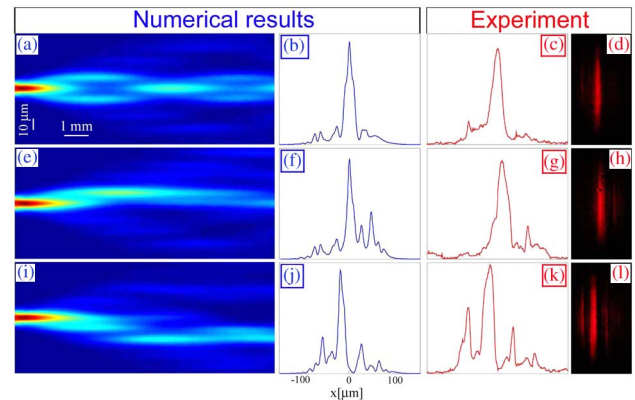 Numerical results Experiment
(a) (b) (c) (d)
10 μm
1 mm
(e) (f) (g) (h)
(i) (j) (k) (l)
-100 0 100
x[μm]